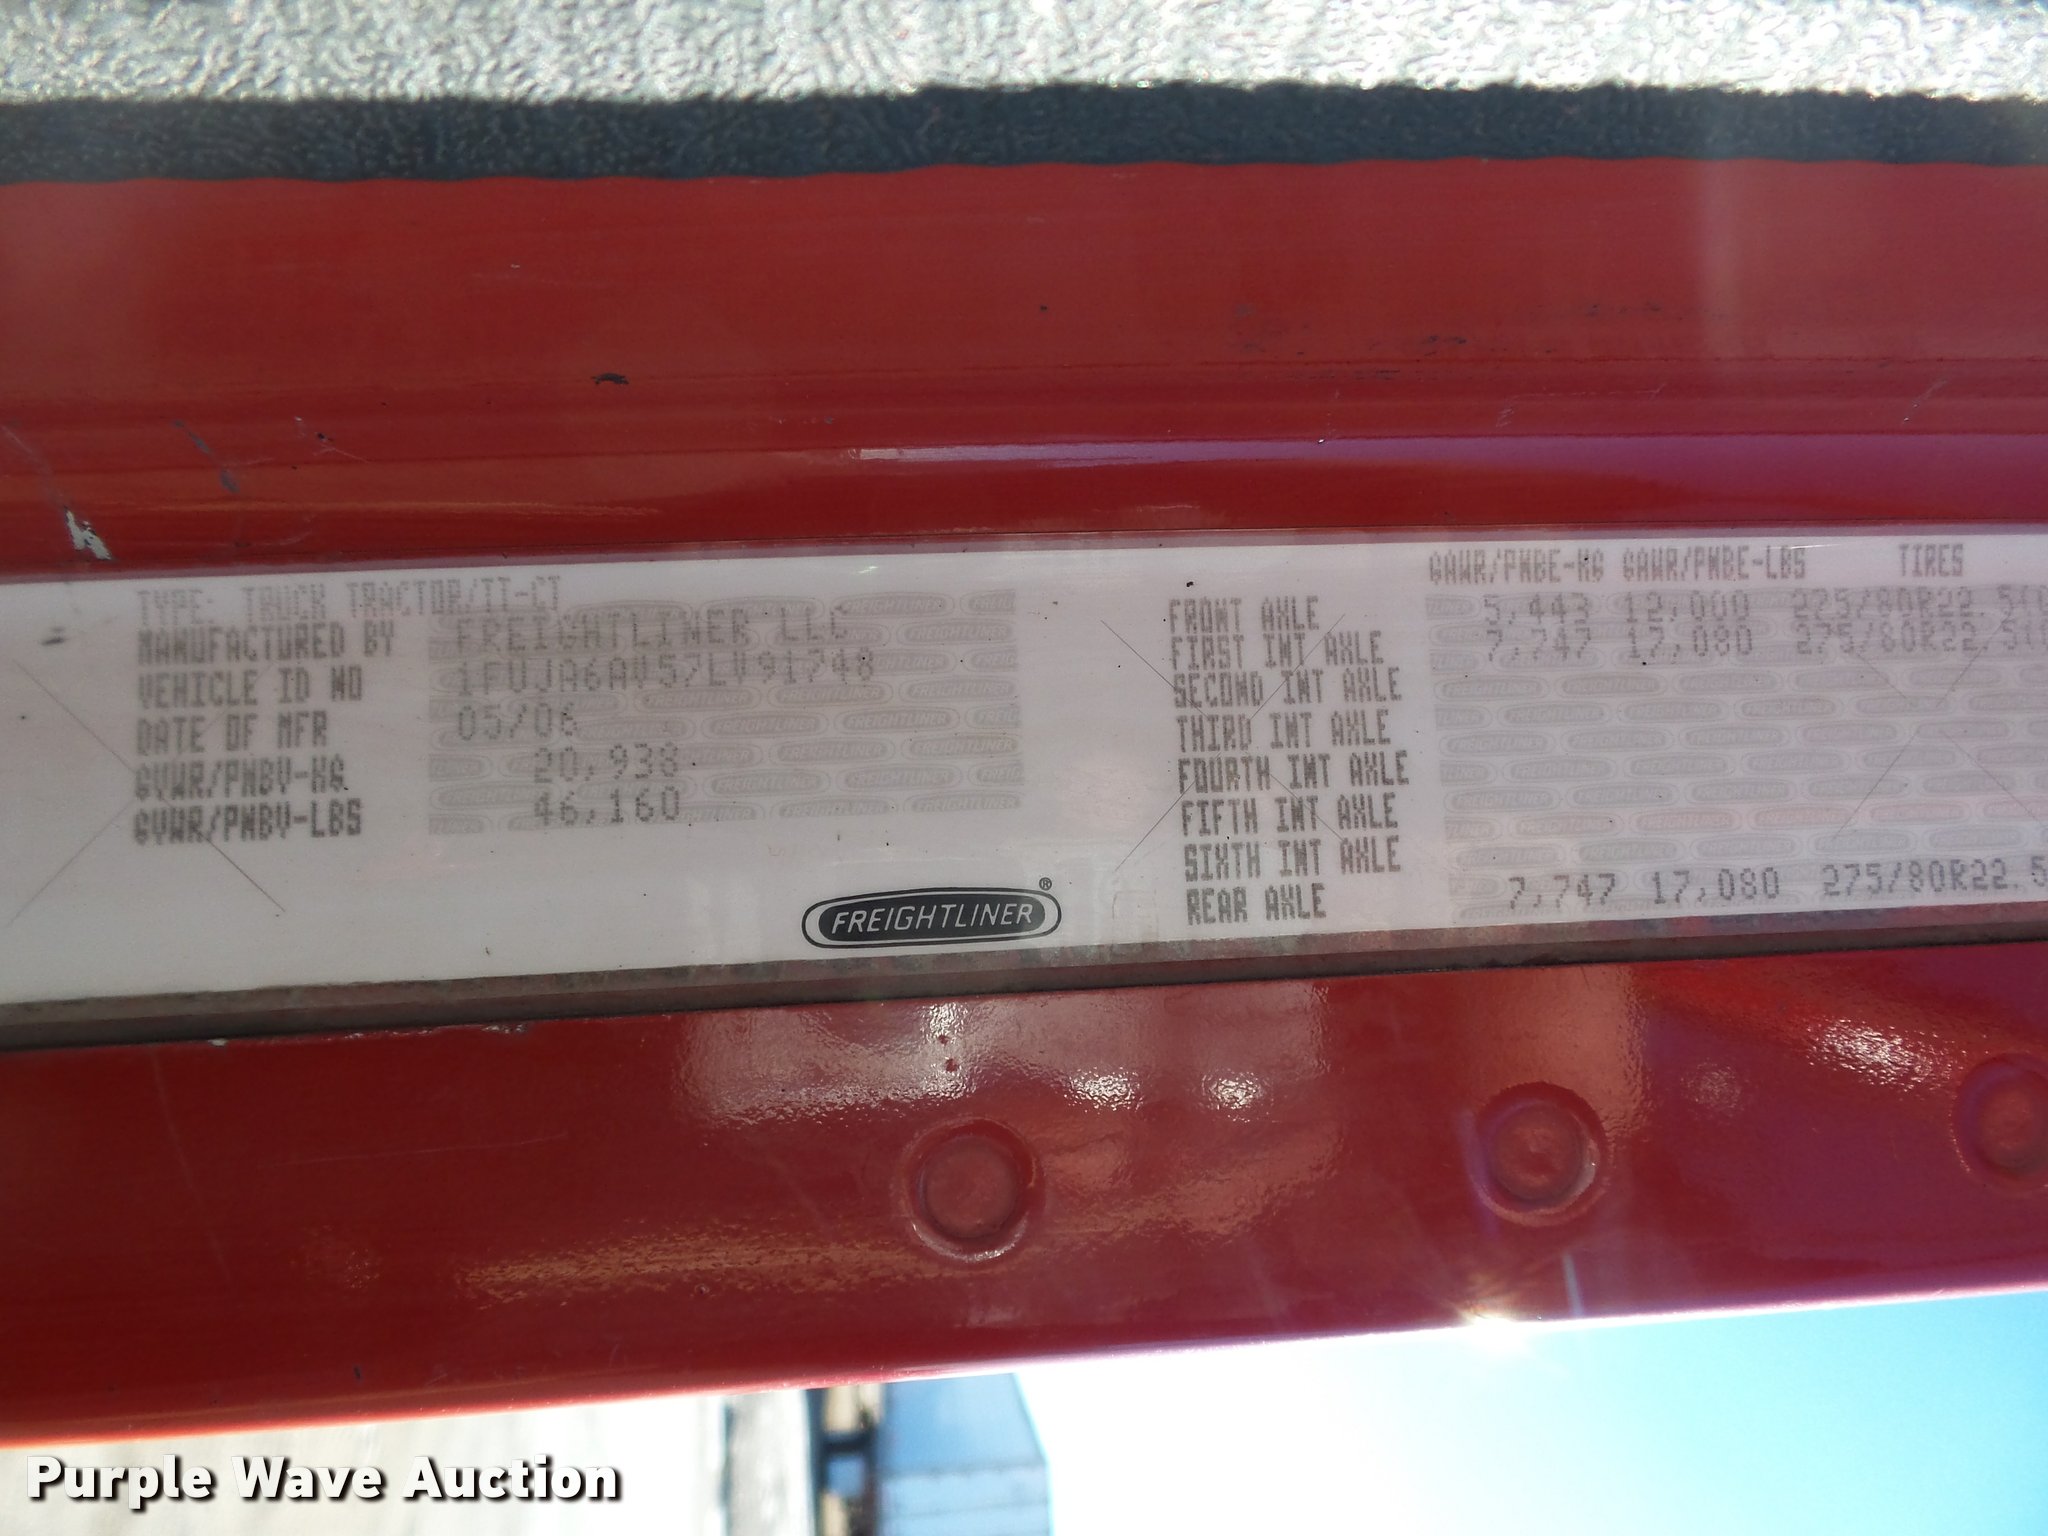 TYPE: TRUCK TRACTOR/TT-CT
MANUFACTURED BY FREIGHTLINER LLC
VEHICLE ID NO 1FUJA6AV57LV91748
DATE OF MFR 05/06
GVWR/PNBV-KG 20,938
GVWR/PNBV-LBS 46,160
FREIGHTLINER®
GAWR/PNBE-KG GAWR/PNBE-LBS TIRES
FRONT AXLE 5,443 12,000 275/80R22.5(
FIRST INT AXLE 7,747 17,080 275/80R22.5(
SECOND INT AXLE
THIRD INT AXLE
FOURTH INT AXLE
FIFTH INT AXLE
SIXTH INT AXLE
REAR AXLE 7,747 17,080 275/80R22.5
Purple Wave Auction